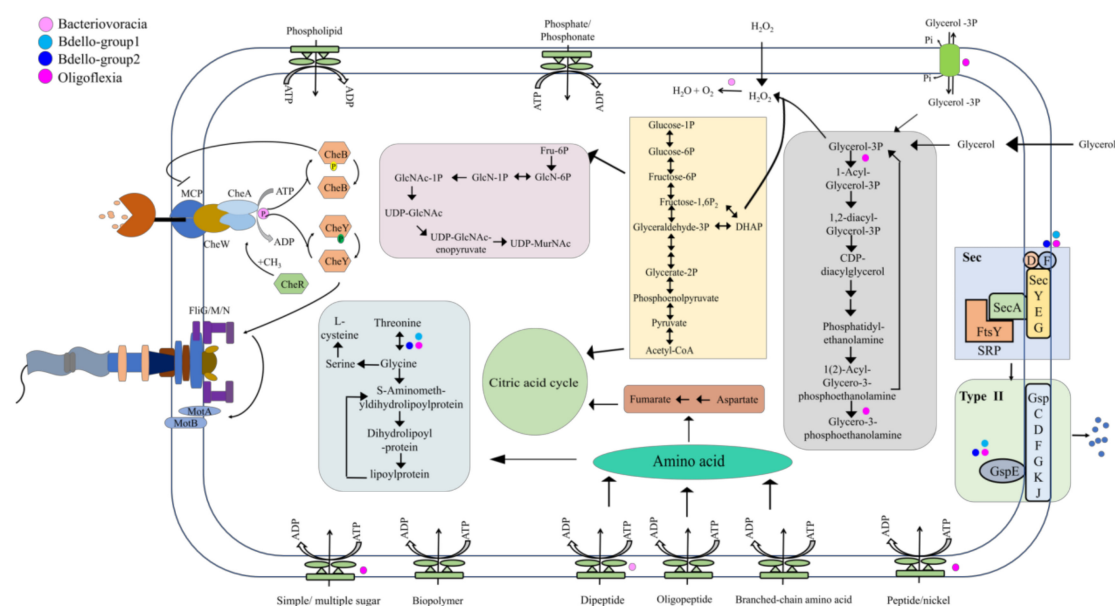 Bacteriovoracia
Bdello-group1
Bdello-group2
Oligoflexia
Phospholipid
ATP
ADP
Phosphate/
Phosphonate
ATP
ADP
H2O2
H2O + O2
H2O2
Glycerol -3P
Pi
Pi
Glycerol -3P
Glycerol
Glycerol
CheB
P
CheB
MCP
CheA
ATP
P
CheW
ADP
CheY
P
CheY
+CH3
CheR
FliG/M/N
MotA
MotB
Fru-6P
GlcNAc-1P
GlcN-1P
GlcN-6P
UDP-GlcNAc
UDP-GlcNAc-
enopyruvate
UDP-MurNAc
Glucose-1P
Glucose-6P
Fructose-6P
Fructose-1,6P2
Glyceraldehyde-3P
DHAP
Glycerate-2P
Phosphoenolpyruvate
Pyruvate
Acetyl-CoA
Glycerol-3P
1-Acyl-
Glycerol-3P
1,2-diacyl-
Glycerol-3P
CDP-
diacylglycerol
Phosphatidyl-
ethanolamine
1(2)-Acyl-
Glycero-3-
phosphoethanolamine
Glycero-3-
phosphoethanolamine
L-
cysteine
Threonine
Serine
Glycine
S-Aminometh-
yldihydrolipoylprotein
Dihydrolipoyl
-protein
lipoylprotein
Citric acid cycle
Fumarate
Aspartate
Amino acid
Sec
D
F
Sec
Y
E
G
SecA
FtsY
SRP
Type II
Gsp
C
D
F
G
K
J
GspE
ADP
ATP
Simple/ multiple sugar
ADP
ATP
Biopolymer
ADP
ATP
Dipeptide
ADP
ATP
Oligopeptide
ADP
ATP
Branched-chain amino acid
ADP
ATP
Peptide/nickel